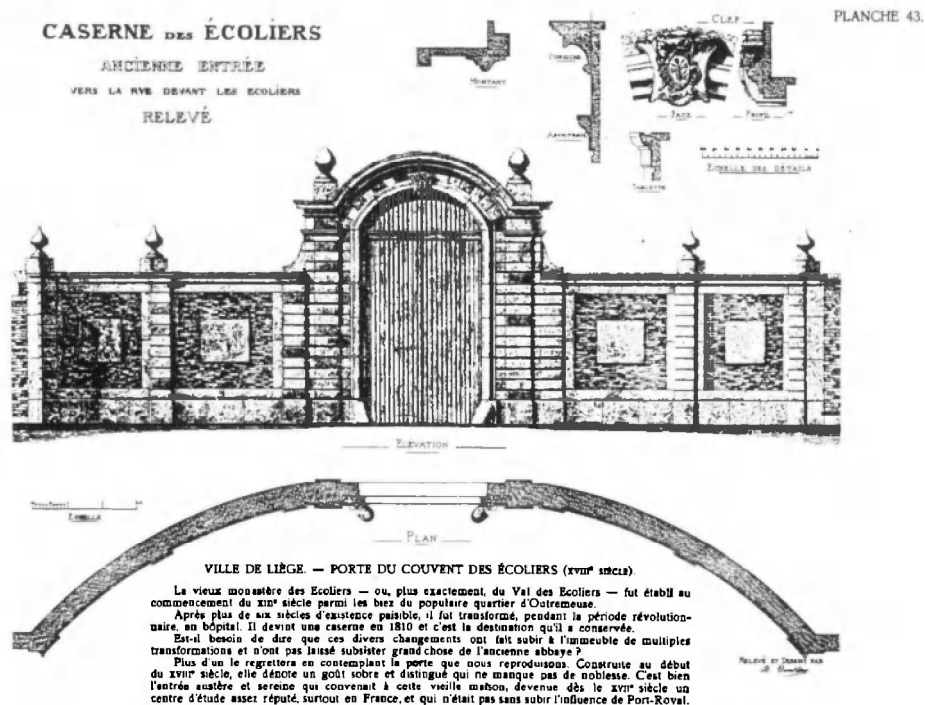 PLANCHE 43.
CASERNE DES ÉCOLIERS
ANCIENNE ENTRÉE
VERS LA RVE DEVANT LES ECOLIERS
RELEVÉ
MONTANT
CORNICHE
ARCHITRAVE
CLEF
FACE
PROFIL
TABLETTE
ECHELLE DES DÉTAILS
ELEVATION
ECHELLE
PLAN
VILLE DE LIÈGE. — PORTE DU COUVENT DES ÉCOLIERS (XVIIIᵉ SIÈCLE).
Le vieux monastère des Ecoliers — ou, plus exactement, du Val des Ecoliers — fut établi au
commencement du XIIIᵉ siècle parmi les biez du populaire quartier d'Outremeuse.
Après plus de six siècles d'existence paisible, il fut transformé, pendant la période révolution-
naire, en hôpital. Il devint une caserne en 1810 et c'est la destination qu'il a conservée.
Est-il besoin de dire que ces divers changements ont fait subir à l'immeuble de multiples
transformations et n'ont pas laissé subsister grand chose de l'ancienne abbaye ?
Plus d'un le regrettera en contemplant la porte que nous reproduisons. Construite au début
du XVIIIᵉ siècle, elle dénote un goût sobre et distingué qui ne manque pas de noblesse. C'est bien
l'entrée austère et sereine qui convenait à cette vieille maison, devenue dès le XVIIᵉ siècle un
centre d'étude assez réputé, surtout en France, et qui n'était pas sans subir l'influence de Port-Royal.
RELEVÉ ET DESSINÉ PAR